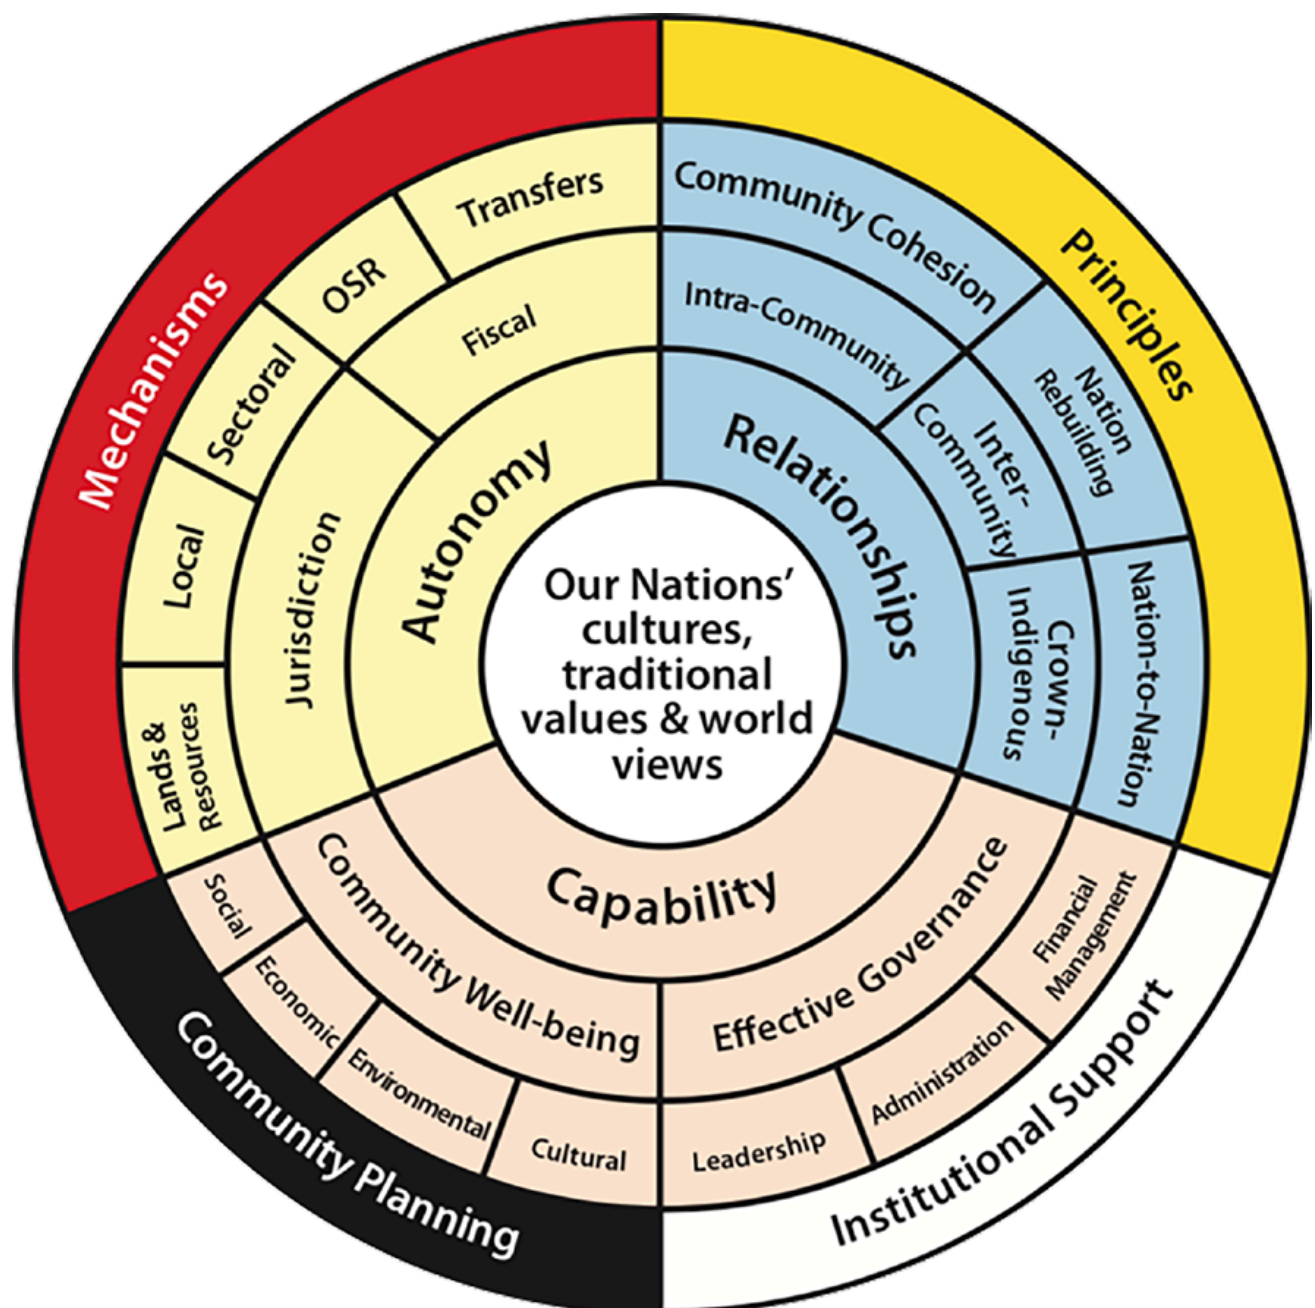 Our Nations’
cultures,
traditional
values & world
views
Relationships
Intra-Community
Inter-
Community
Crown-
Indigenous
Community Cohesion
Nation
Rebuilding
Nation-to-Nation
Principles
Capability
Effective Governance
Community Well-being
Financial
Management
Administration
Leadership
Cultural
Environmental
Economic
Social
Institutional Support
Community Planning
Autonomy
Jurisdiction
Fiscal
Lands &
Resources
Local
Sectoral
OSR
Transfers
Mechanisms